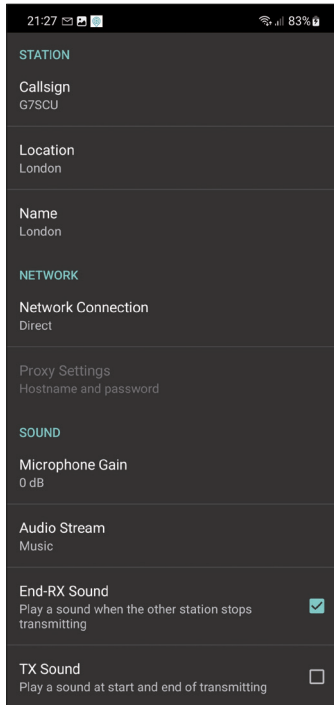 21:27 83%
STATION
Callsign
G7SCU
Location
London
Name
London
NETWORK
Network Connection
Direct
Proxy Settings
Hostname and password
SOUND
Microphone Gain
0 dB
Audio Stream
Music
End-RX Sound
Play a sound when the other station stops
transmitting
TX Sound
Play a sound at start and end of transmitting